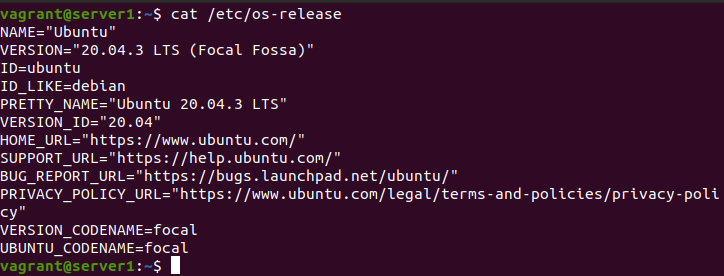 vagrant@server1:~$ cat /etc/os-release
NAME="Ubuntu"
VERSION="20.04.3 LTS (Focal Fossa)"
ID=ubuntu
ID_LIKE=debian
PRETTY_NAME="Ubuntu 20.04.3 LTS"
VERSION_ID="20.04"
HOME_URL="https://www.ubuntu.com/"
SUPPORT_URL="https://help.ubuntu.com/"
BUG_REPORT_URL="https://bugs.launchpad.net/ubuntu/"
PRIVACY_POLICY_URL="https://www.ubuntu.com/legal/terms-and-policies/privacy-poli
cy"
VERSION_CODENAME=focal
UBUNTU_CODENAME=focal
vagrant@server1:~$